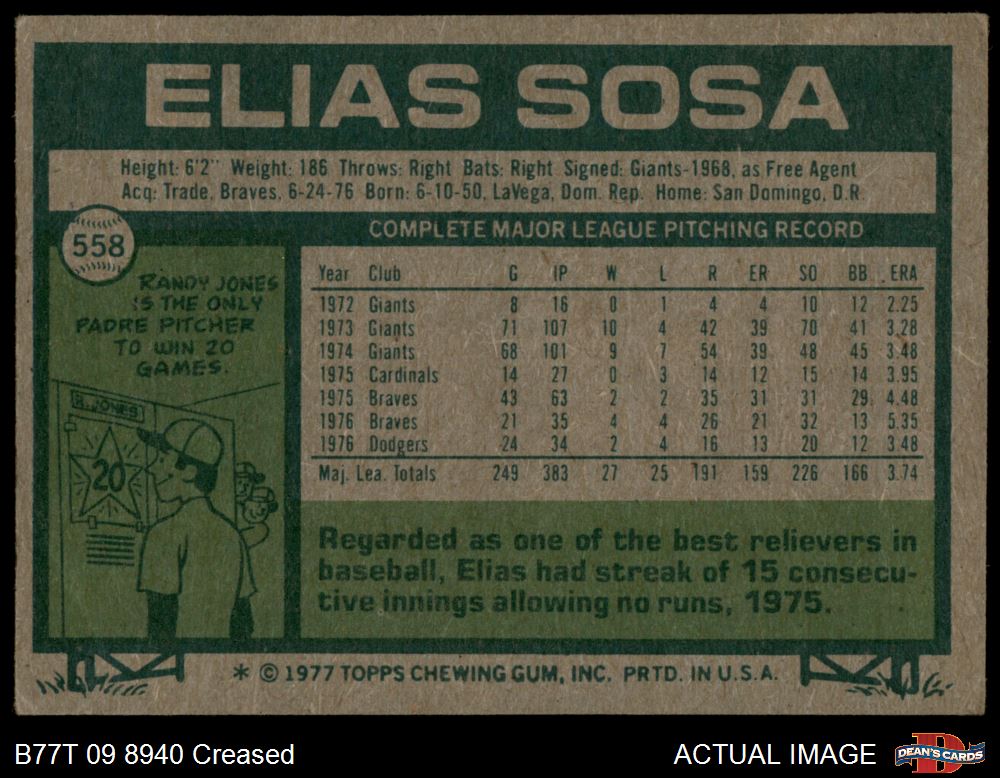 ELIAS SOSA
Height: 6'2" Weight: 186 Throws: Right Bats: Right Signed: Giants-1968, as Free Agent
Acq: Trade, Braves, 6-24-76 Born: 6-10-50, LaVega, Dom. Rep. Home: San Domingo, D.R.
558
COMPLETE MAJOR LEAGUE PITCHING RECORD
RANDY JONES
IS THE ONLY
PADRE PITCHER
TO WIN 20
GAMES.
R. JONES
20
Year Club G IP W L R ER SO BB ERA
1972 Giants 8 16 0 1 4 4 10 12 2.25
1973 Giants 71 107 10 4 42 39 70 41 3.28
1974 Giants 68 101 9 7 54 39 48 45 3.48
1975 Cardinals 14 27 0 3 14 12 15 14 3.95
1975 Braves 43 63 2 2 35 31 31 29 4.48
1976 Braves 21 35 4 4 26 21 32 13 5.35
1976 Dodgers 24 34 2 4 16 13 20 12 3.48
Maj. Lea. Totals 249 383 27 25 191 159 226 166 3.74
Regarded as one of the best relievers in
baseball, Elias had streak of 15 consecu-
tive innings allowing no runs, 1975.
* © 1977 TOPPS CHEWING GUM, INC. PRTD. IN U.S.A.
B77T 09 8940 Creased
ACTUAL IMAGE
DEAN'S CARDS